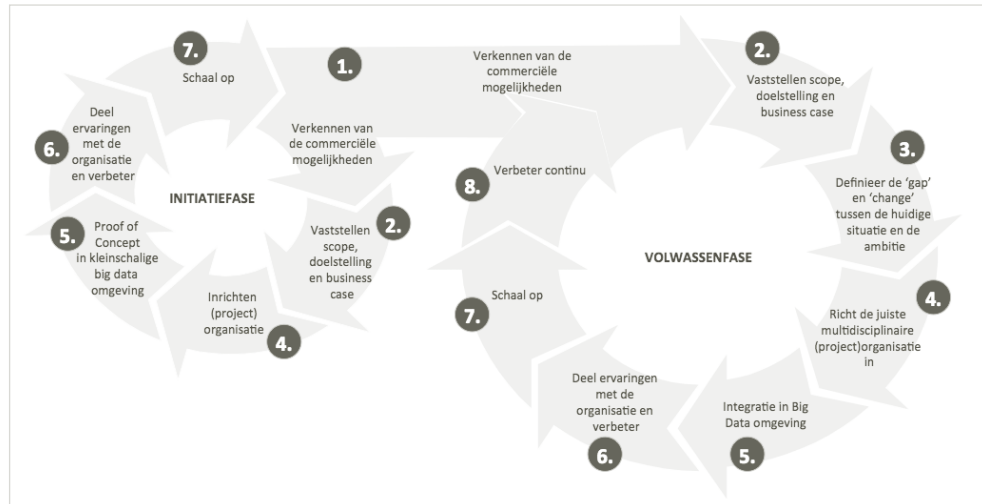 INITIATIEFASE
1.
Verkennen van
de commerciële
mogelijkheden
2.
Vaststellen
scope,
doelstelling
en business
case
4.
Inrichten
(project)
organisatie
5.
Proof of
Concept
in kleinschalige
big data
omgeving
6.
Deel
ervaringen
met de
organisatie
en verbeter
7.
Schaal op
VOLWASSENFASE
Verkennen van de
commerciële
mogelijkheden
2.
Vaststellen scope,
doelstelling en
business case
3.
Definieer de ‘gap’
en ‘change’
tussen de huidige
situatie en de
ambitie
4.
Richt de juiste
multidisciplinaire
(project)organisatie
in
5.
Integratie in Big
Data omgeving
6.
Deel ervaringen
met de
organisatie en
verbeter
7.
Schaal op
8.
Verbeter continu